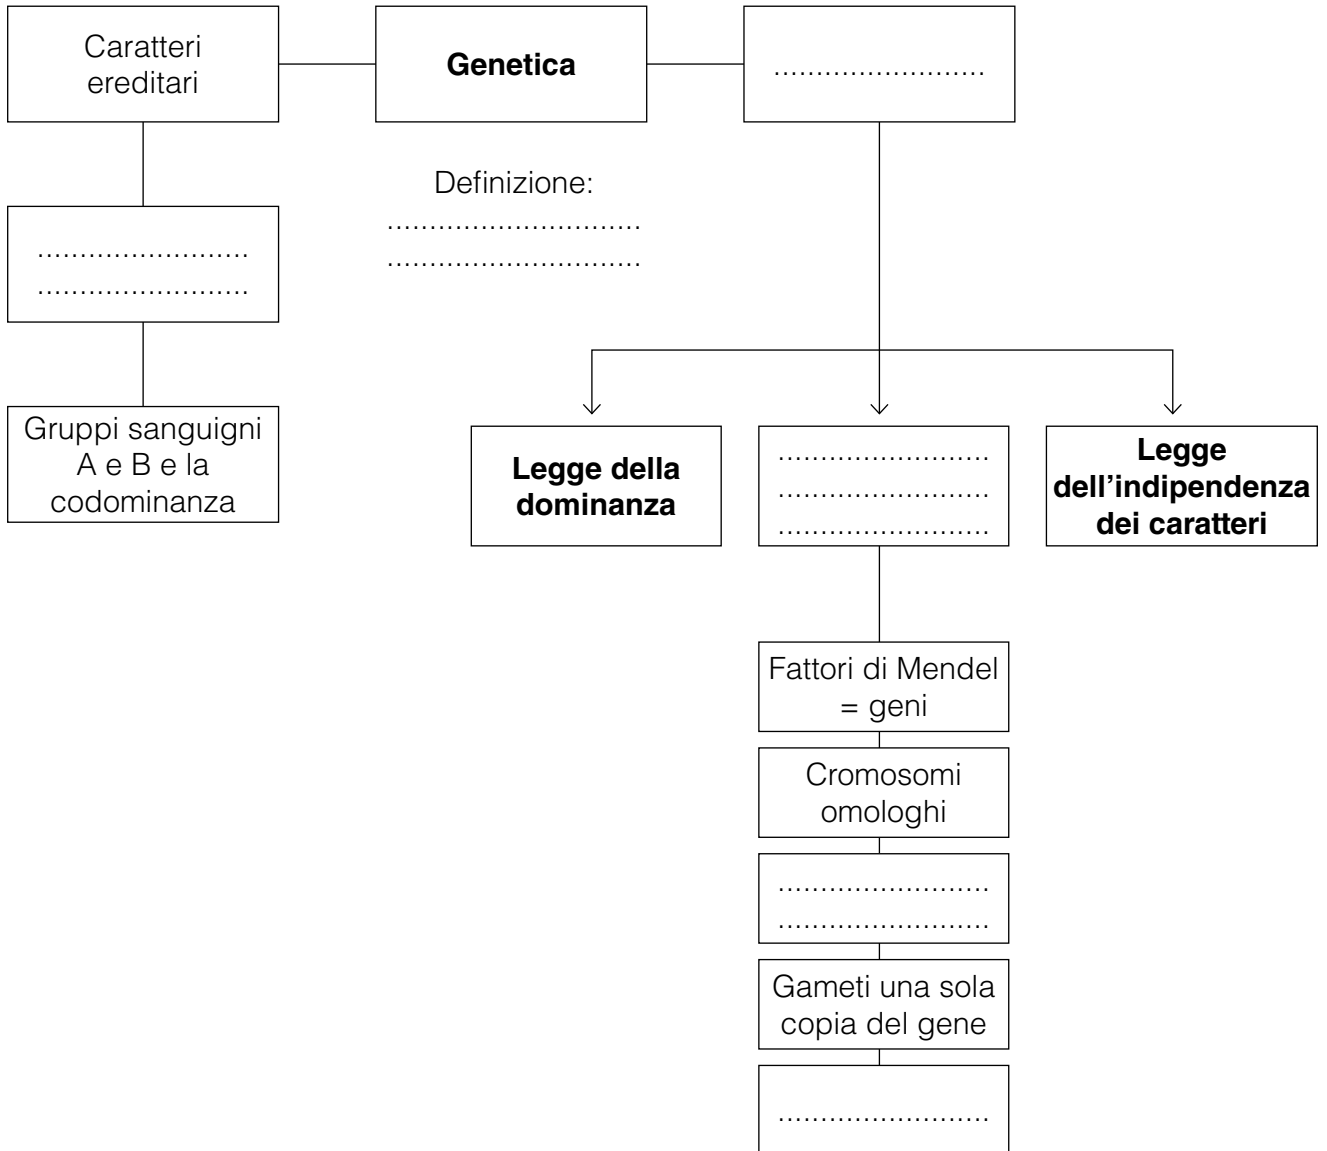 Caratteri
ereditari
Genetica
........................
Definizione:
.............................
.............................
........................
........................
Gruppi sanguigni
A e B e la
codominanza
Legge della
dominanza
........................
........................
........................
Legge
dell’indipendenza
dei caratteri
Fattori di Mendel
= geni
Cromosomi
omologhi
........................
........................
Gameti una sola
copia del gene
........................